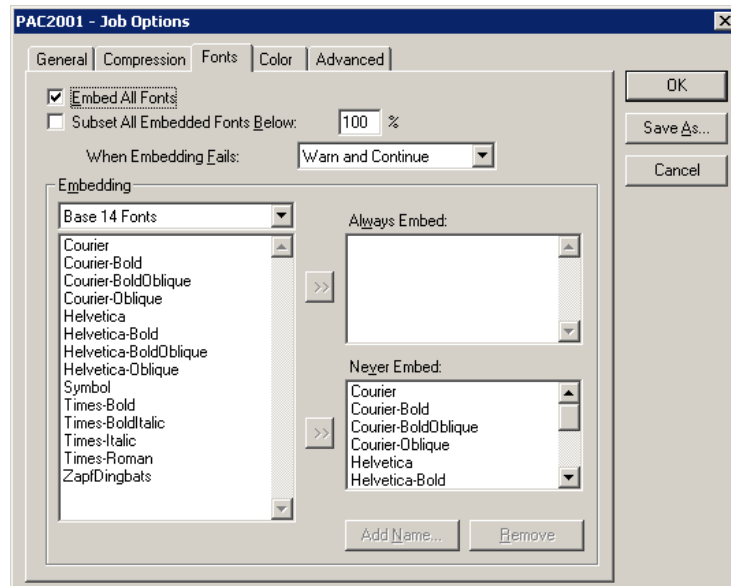 PAC2001 - Job Options
General Compression Fonts Color Advanced
Embed All Fonts
Subset All Embedded Fonts Below: 100 %
When Embedding Fails: Warn and Continue
OK
Save As...
Cancel
Embedding
Base 14 Fonts
Courier
Courier-Bold
Courier-BoldOblique
Courier-Oblique
Helvetica
Helvetica-Bold
Helvetica-BoldOblique
Helvetica-Oblique
Symbol
Times-Bold
Times-BoldItalic
Times-Italic
Times-Roman
ZapfDingbats
>>
>>
Always Embed:
Never Embed:
Courier
Courier-Bold
Courier-BoldOblique
Courier-Oblique
Helvetica
Helvetica-Bold
Add Name... Remove